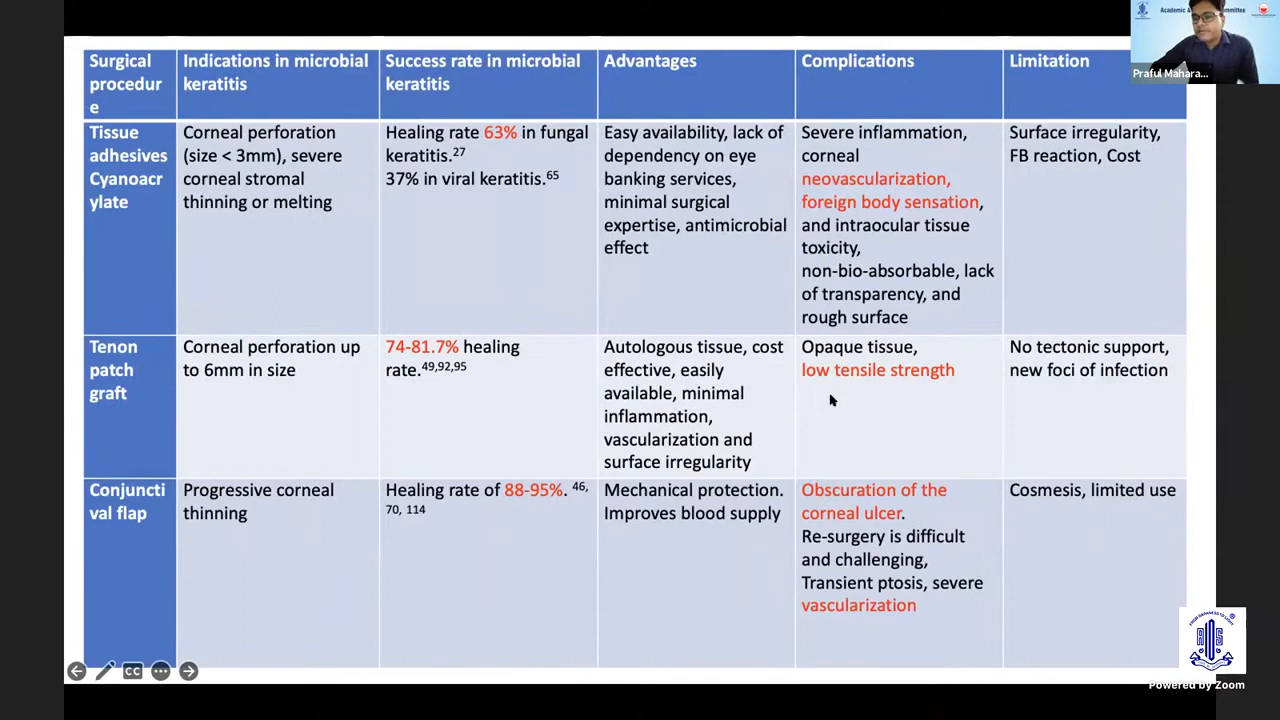 Academic &
mmittee
Praful Mahara...
Surgical
procedur
e
Indications in microbial
keratitis
Success rate in microbial
keratitis
Advantages
Complications
Limitation
Tissue
adhesives
Cyanoacr
ylate
Corneal perforation
(size < 3mm), severe
corneal stromal
thinning or melting
Healing rate 63% in fungal
keratitis.27
37% in viral keratitis.65
Easy availability, lack of
dependency on eye
banking services,
minimal surgical
expertise, antimicrobial
effect
Severe inflammation,
corneal
neovascularization,
foreign body sensation,
and intraocular tissue
toxicity,
non-bio-absorbable, lack
of transparency, and
rough surface
Surface irregularity,
FB reaction, Cost
Tenon
patch
graft
Corneal perforation up
to 6mm in size
74-81.7% healing
rate.49,92,95
Autologous tissue, cost
effective, easily
available, minimal
inflammation,
vascularization and
surface irregularity
Opaque tissue,
low tensile strength
No tectonic support,
new foci of infection
Conjuncti
val flap
Progressive corneal
thinning
Healing rate of 88-95%. 46,
70, 114
Mechanical protection.
Improves blood supply
Obscuration of the
corneal ulcer.
Re-surgery is difficult
and challenging,
Transient ptosis, severe
vascularization
Cosmesis, limited use
CC
Powered by Zoom